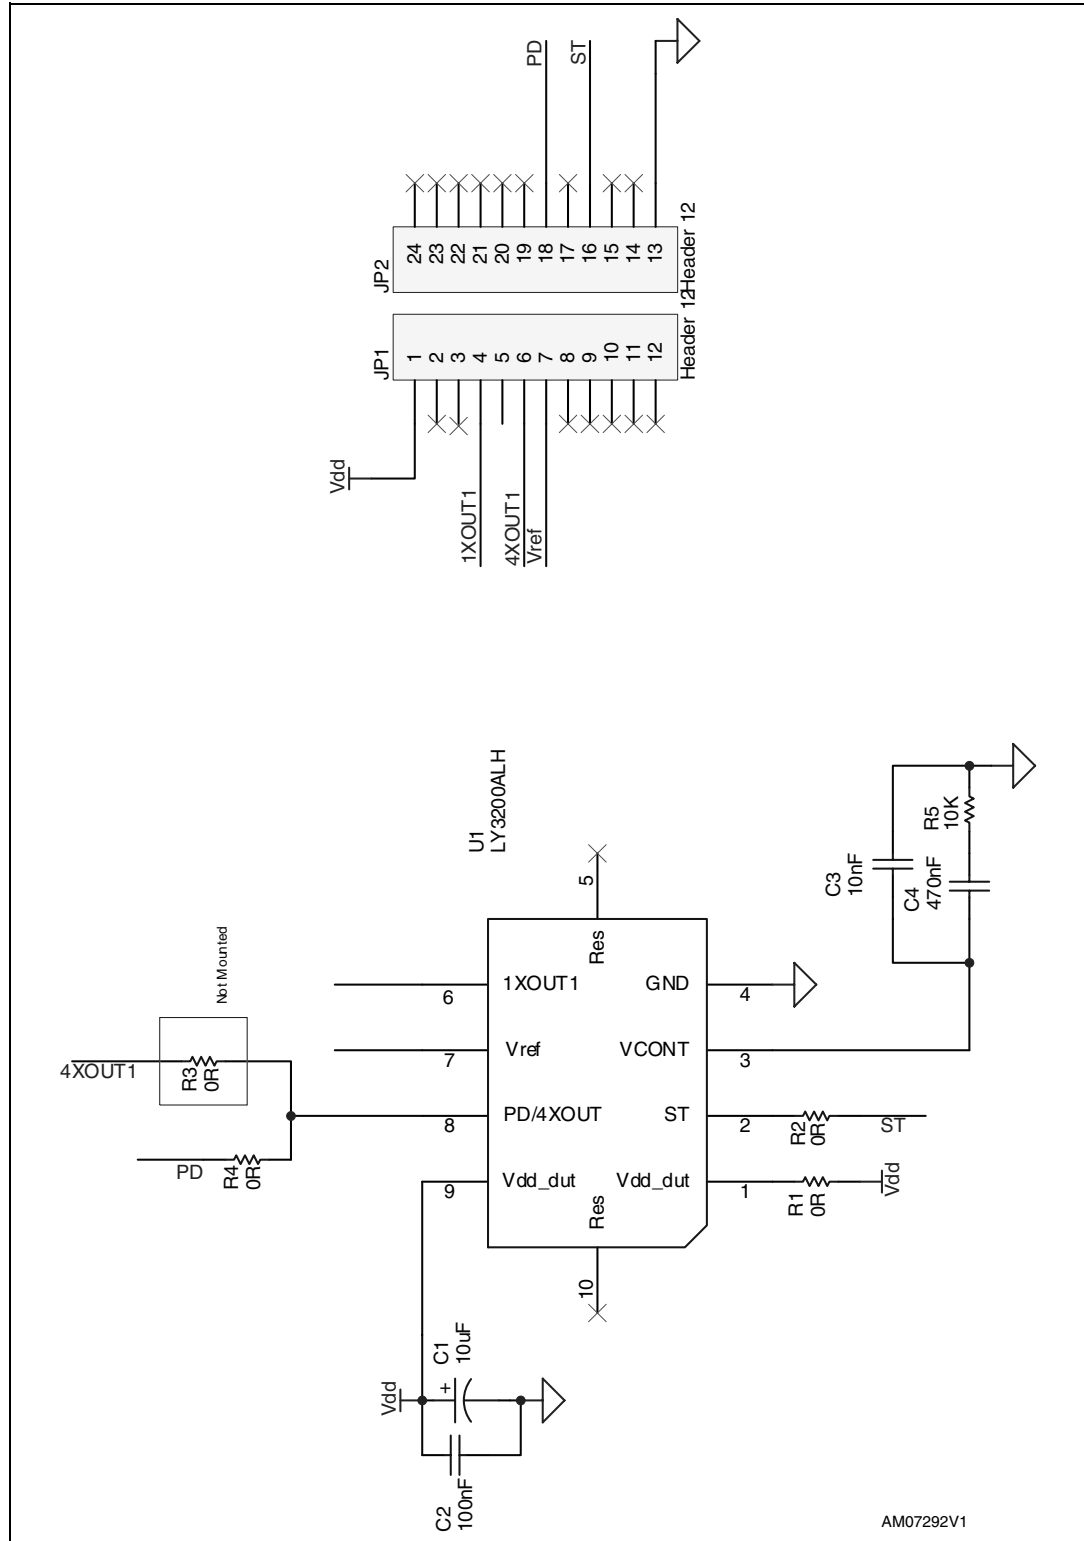 PD
ST
24
23
22
21
20
19
18
17
16
15
14
13
JP2
Header 12
JP1
1
2
3
4
5
6
7
8
9
10
11
12
Header 12
Vdd
1XOUT1
4XOUT1
Vref
U1
LY3200ALH
5
Res
C3
10nF
C4
470nF
R5
10K
Not Mounted
6
1XOUT1
GND
4
4XOUT1
R3
0R
7
Vref
VCONT
3
8
PD/4XOUT
ST
2
R2
0R
ST
PD
R4
0R
9
Vdd_dut
Vdd_dut
1
R1
0R
Vdd
Res
10
Vdd
C1
10uF
+
C2
100nF
AM07292V1